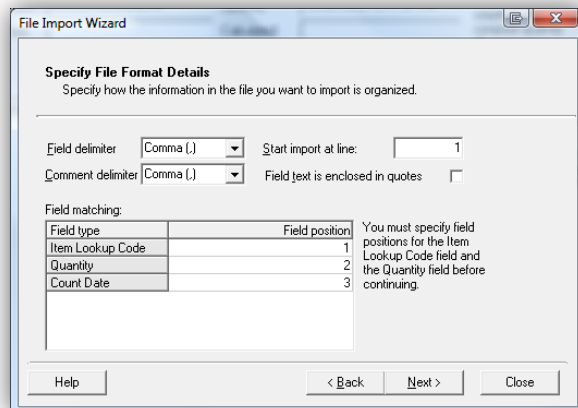 File Import Wizard
Specify File Format Details
Specify how the information in the file you want to import is organized.
Field delimiter Comma (,) Start import at line: 1
Comment delimiter Comma (,) Field text is enclosed in quotes
Field matching:
Field type Field position
Item Lookup Code 1
Quantity 2
Count Date 3
You must specify field
positions for the Item
Lookup Code field and
the Quantity field before
continuing.
Help < Back Next > Close